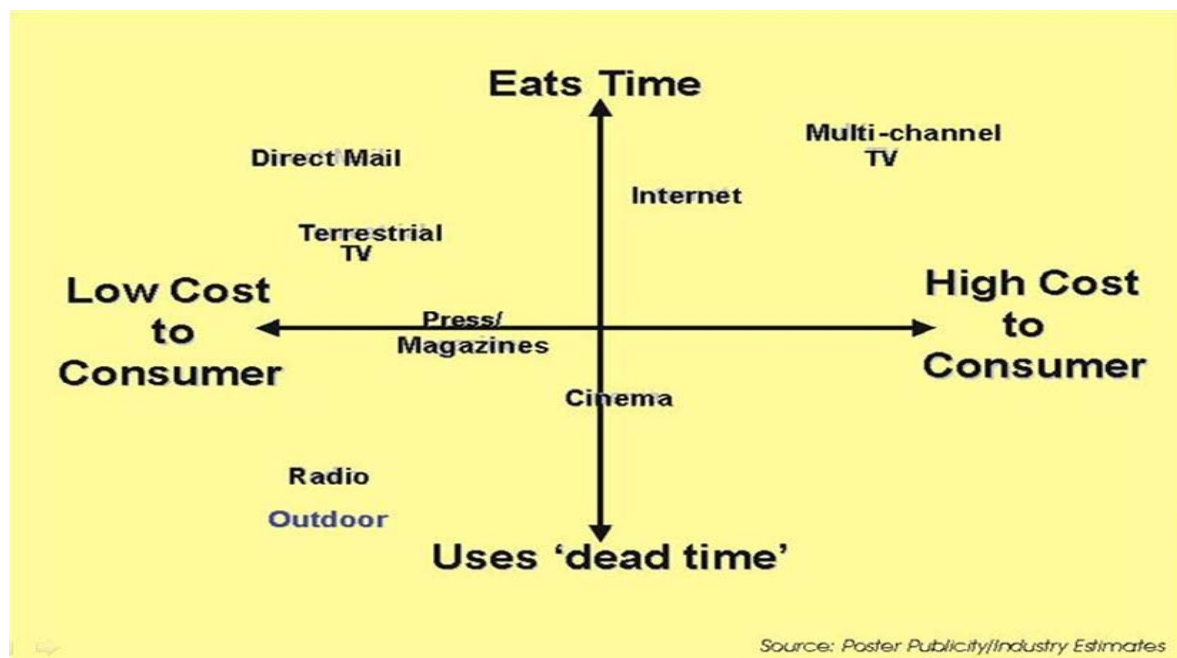 Eats Time
Multi-channel
TV
Direct Mail
Internet
Terrestrial
TV
Low Cost
to
Consumer
High Cost
to
Consumer
Press/
Magazines
Cinema
Radio
Outdoor
Uses ‘dead time’
Source: Poster Publicity/Industry Estimates